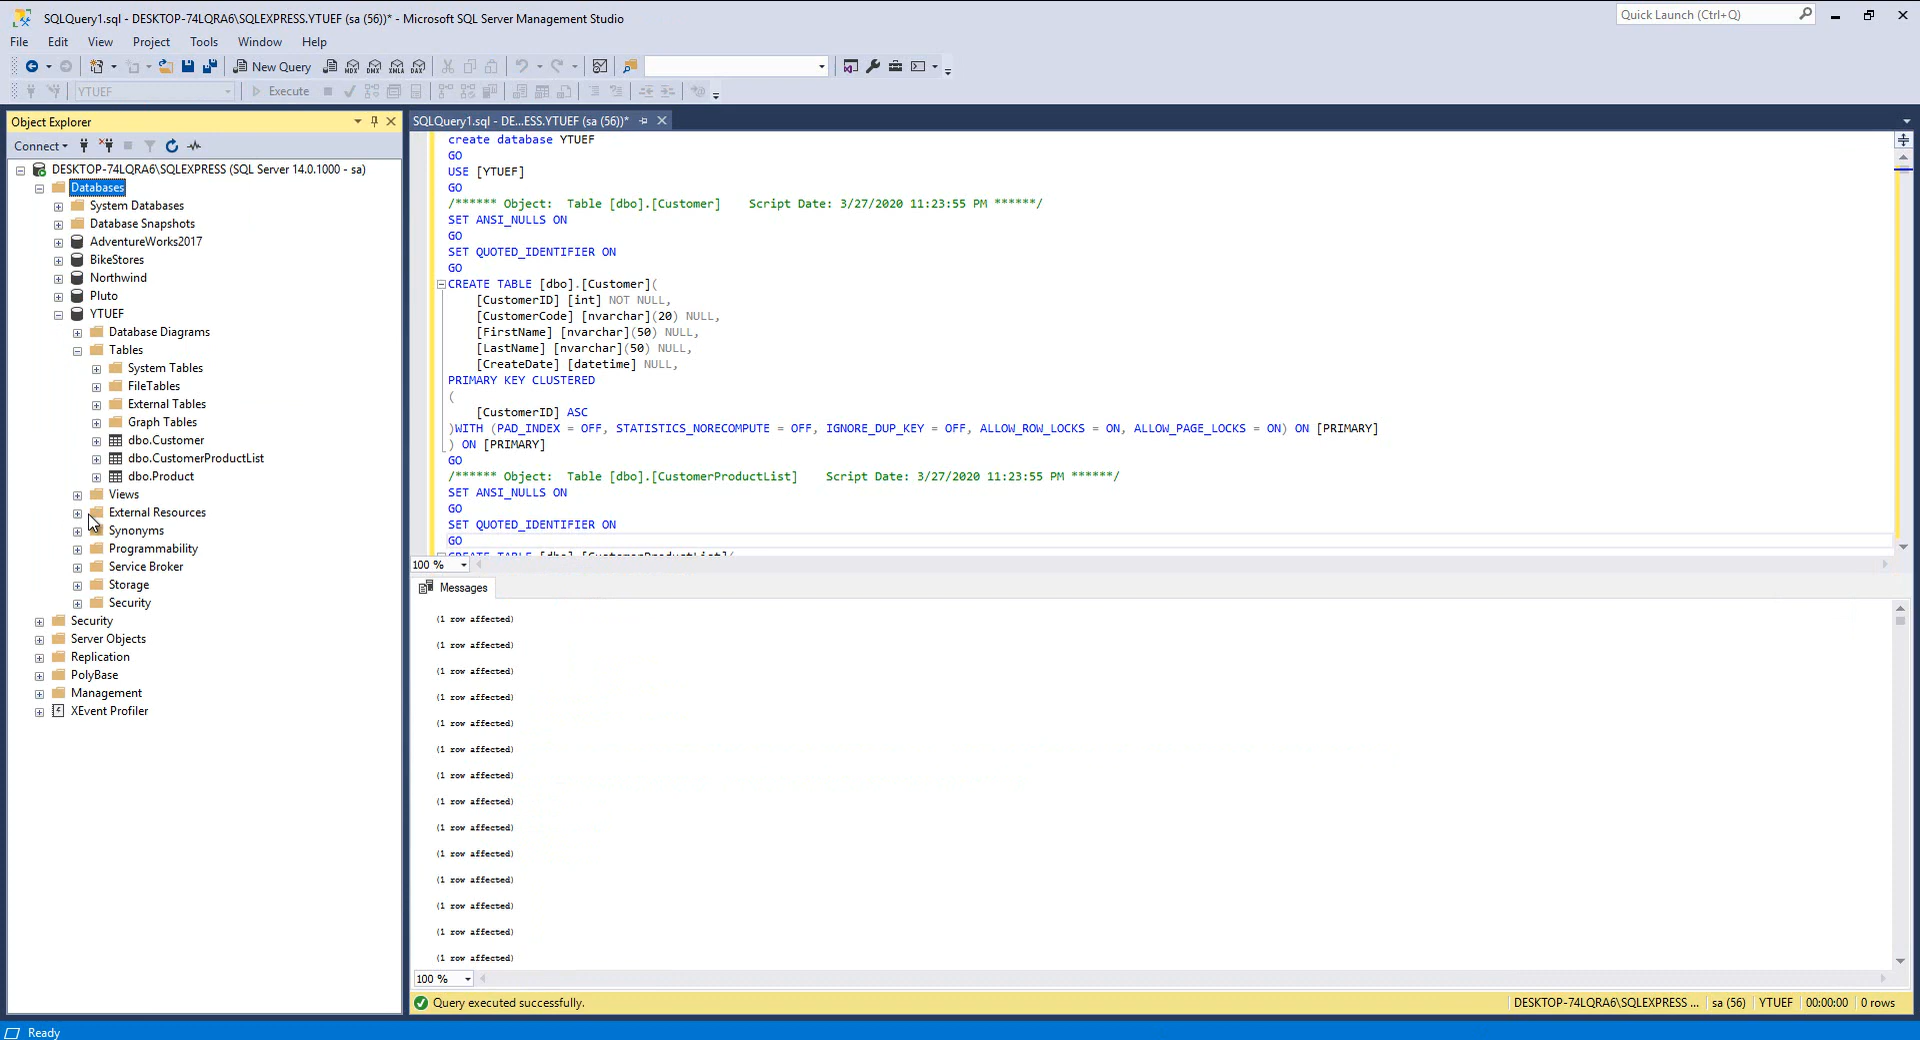 SQLQuery1.sql - DESKTOP-74LQRA6\SQLEXPRESS.YTUEF (sa (56))* - Microsoft SQL Server Management Studio
Quick Launch (Ctrl+Q)
File Edit View Project Tools Window Help
New Query MDX DMX XMLA DAX
YTUEF Execute
Object Explorer
SQLQuery1.sql - DE...ESS.YTUEF (sa (56))*
Connect
DESKTOP-74LQRA6\SQLEXPRESS (SQL Server 14.0.1000 - sa)
Databases
System Databases
Database Snapshots
AdventureWorks2017
BikeStores
Northwind
Pluto
YTUEF
Database Diagrams
Tables
System Tables
FileTables
External Tables
Graph Tables
dbo.Customer
dbo.CustomerProductList
dbo.Product
Views
External Resources
Synonyms
Programmability
Service Broker
Storage
Security
Security
Server Objects
Replication
PolyBase
Management
XEvent Profiler
create database YTUEF
GO
USE [YTUEF]
GO
/****** Object:  Table [dbo].[Customer]    Script Date: 3/27/2020 11:23:55 PM ******/
SET ANSI_NULLS ON
GO
SET QUOTED_IDENTIFIER ON
GO
CREATE TABLE [dbo].[Customer](
[CustomerID] [int] NOT NULL,
[CustomerCode] [nvarchar](20) NULL,
[FirstName] [nvarchar](50) NULL,
[LastName] [nvarchar](50) NULL,
[CreateDate] [datetime] NULL,
PRIMARY KEY CLUSTERED
(
[CustomerID] ASC
)WITH (PAD_INDEX = OFF, STATISTICS_NORECOMPUTE = OFF, IGNORE_DUP_KEY = OFF, ALLOW_ROW_LOCKS = ON, ALLOW_PAGE_LOCKS = ON) ON [PRIMARY]
) ON [PRIMARY]
GO
/****** Object:  Table [dbo].[CustomerProductList]    Script Date: 3/27/2020 11:23:55 PM ******/
SET ANSI_NULLS ON
GO
SET QUOTED_IDENTIFIER ON
GO
CREATE TABLE [dbo].[CustomerProductList](
100 %
Messages
(1 row affected)
(1 row affected)
(1 row affected)
(1 row affected)
(1 row affected)
(1 row affected)
(1 row affected)
(1 row affected)
(1 row affected)
(1 row affected)
(1 row affected)
(1 row affected)
(1 row affected)
(1 row affected)
100 %
Query executed successfully.
DESKTOP-74LQRA6\SQLEXPRESS ... sa (56) YTUEF 00:00:00 0 rows
Ready